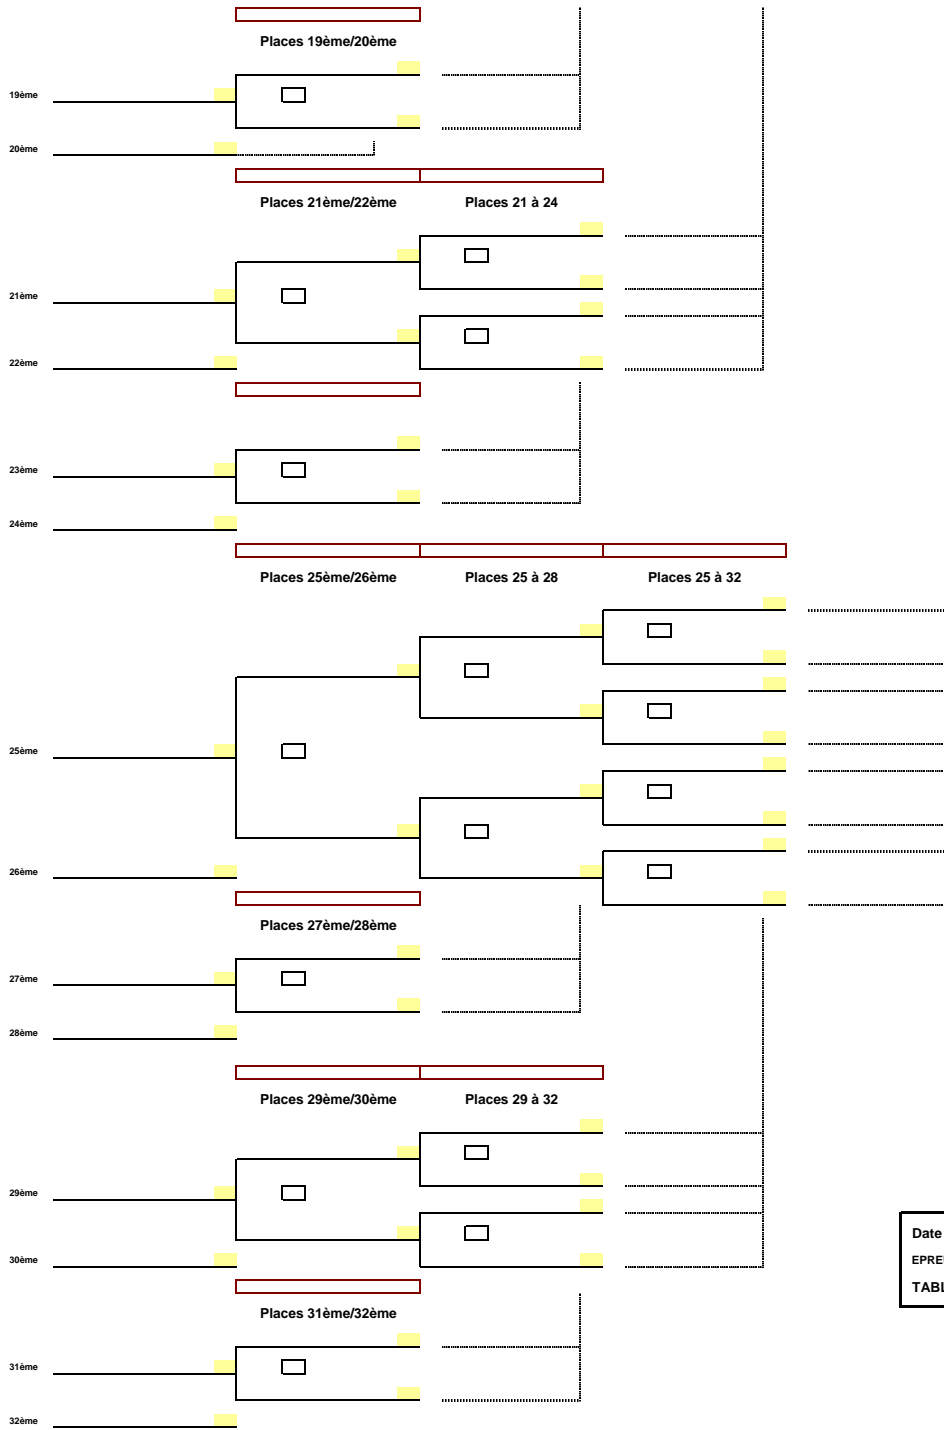 Places 19ème/20ème
19ème
20ème
Places 21ème/22ème Places 21 à 24
21ème
22ème
23ème
24ème
Places 25ème/26ème Places 25 à 28 Places 25 à 32
25ème
26ème
Places 27ème/28ème
27ème
28ème
Places 29ème/30ème Places 29 à 32
29ème
Date
30ème
EPREU
TABL
Places 31ème/32ème
31ème
32ème